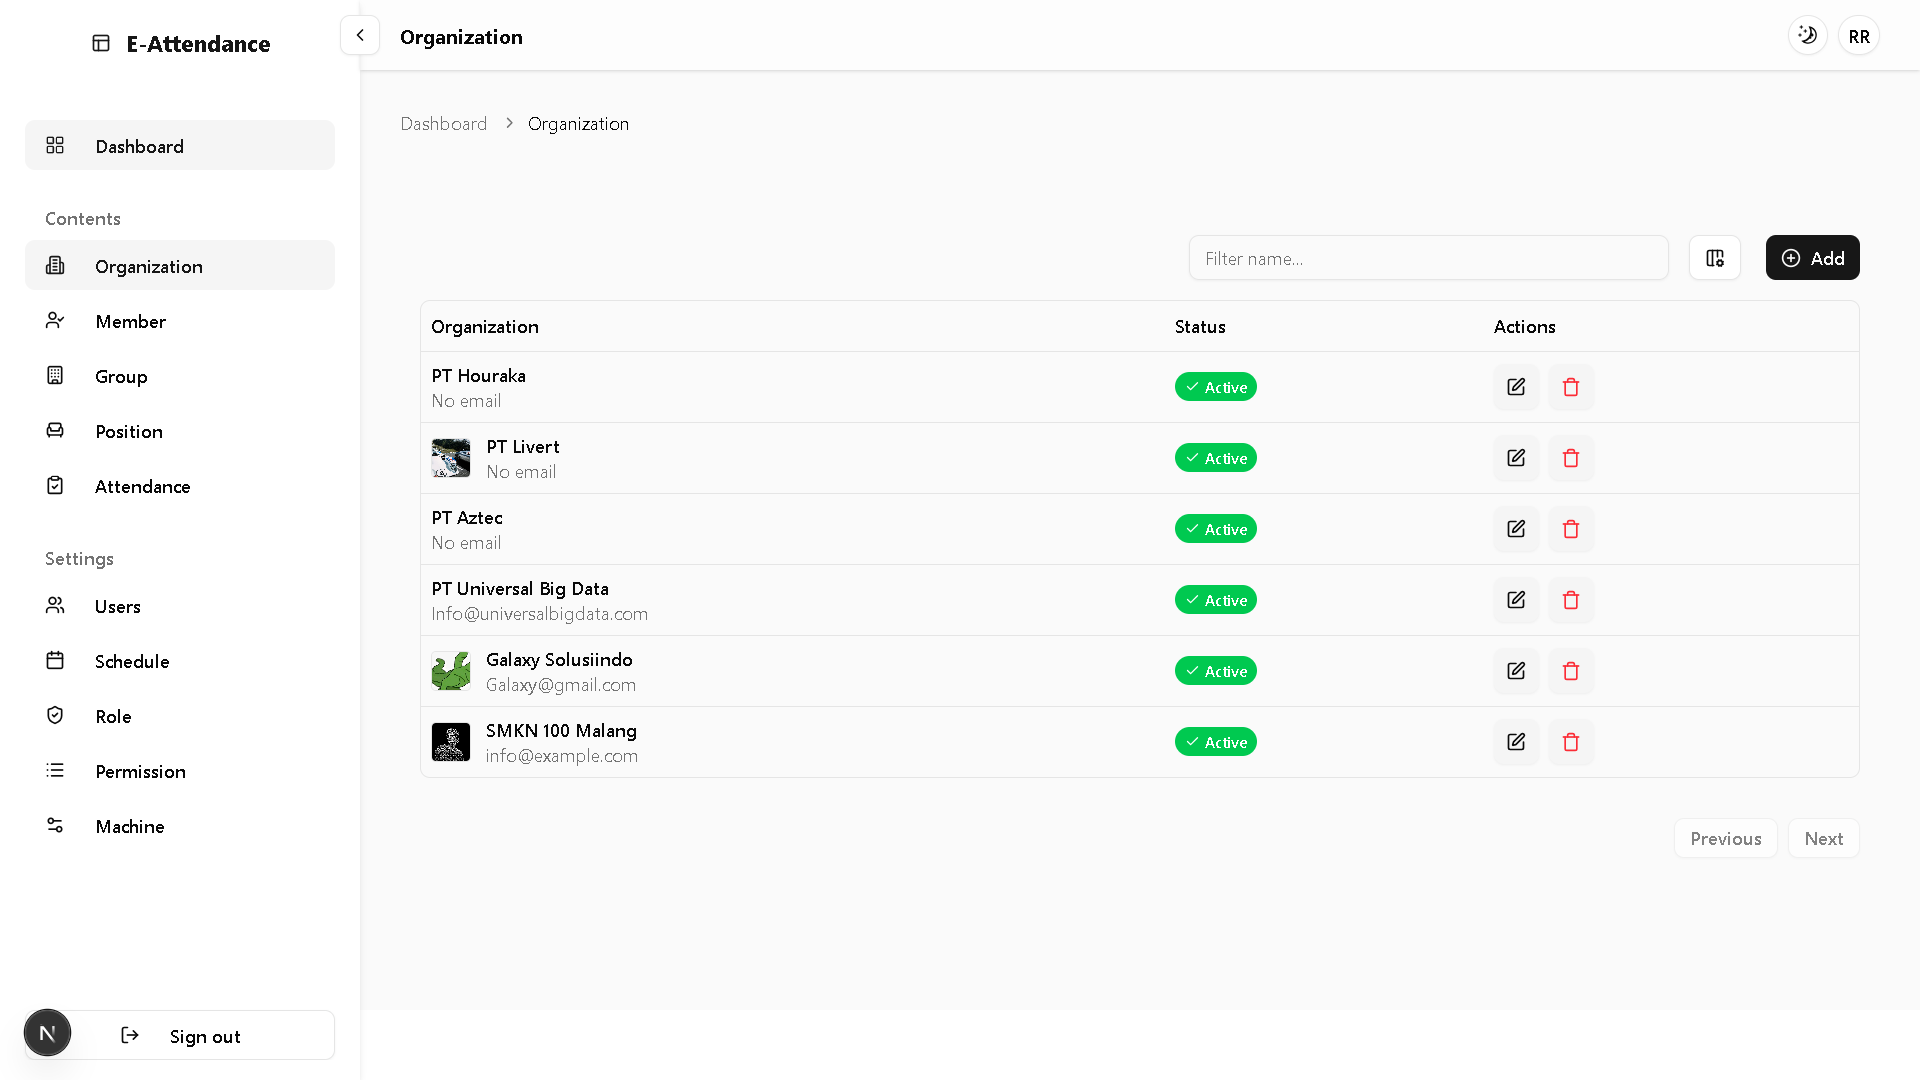 E-Attendance
Organization
RR
Dashboard
Contents
Organization
Member
Group
Position
Attendance
Settings
Users
Schedule
Role
Permission
Machine
Sign out
N
Dashboard > Organization
Filter name...
Add
Organization Status Actions
PT Houraka
No email
Active
PT Livert
No email
Active
PT Aztec
No email
Active
PT Universal Big Data
Info@universalbigdata.com
Active
Galaxy Solusiindo
Galaxy@gmail.com
Active
SMKN 100 Malang
info@example.com
Active
Previous Next